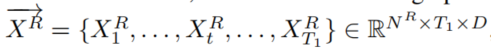 $\overrightarrow{X^R} = \{X_1^R, \ldots, X_t^R, \ldots, X_{T_1}^R\} \in \mathbb{R}^{N^R \times T_1 \times D}$